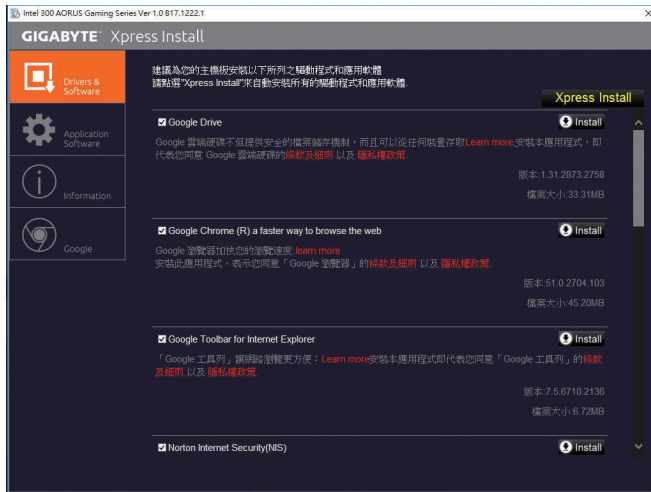 Intel 300 AORUS Gaming Series Ver 1.0 B17.1222.1
GIGABYTE™ Xpress Install
Drivers &
Software
Application
Software
Information
Google
建議為您的主機板安裝以下所列之驅動程式和應用軟體
請點選"Xpress Install"來自動安裝所有的驅動程式和應用軟體.
Xpress Install
Google Drive
Install
Google 雲端硬碟不但提供安全的檔案儲存機制，而且可以從任何裝置存取Learn more,安裝本應用程式，即
代表您同意 Google 雲端硬碟的條款及細則 以及 隱私權政策.
版本:1.31.2873.2758
檔案大小:33.31MB
Google Chrome (R) a faster way to browse the web
Install
Google 瀏覽器加快您的瀏覽速度.learn more
安裝此應用程式，表示您同意「Google 瀏覽器」的條款及細則 以及 隱私權政策.
版本:51.0.2704.103
檔案大小:45.20MB
Google Toolbar for Internet Explorer
Install
「Google 工具列」讓網路瀏覽更方便：Learn more安裝本應用程式即代表您同意「Google 工具列」的條款
及細則 以及 隱私權政策.
版本:7.5.6710.2136
檔案大小:6.72MB
Norton Internet Security(NIS)
Install